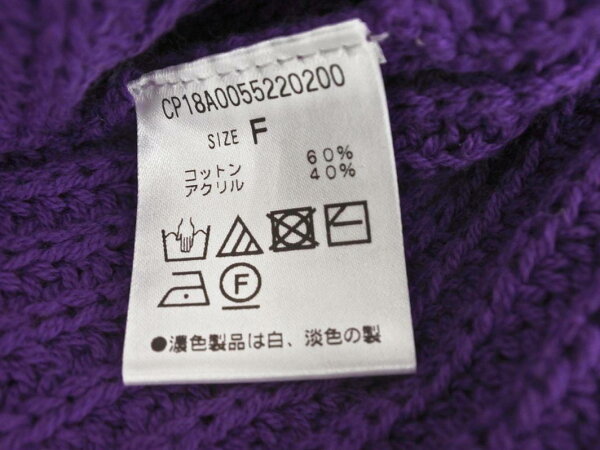 CP18A0055220200
SIZE F
コットン 60%
アクリル 40%
F
●濃色製品は白、淡色の製